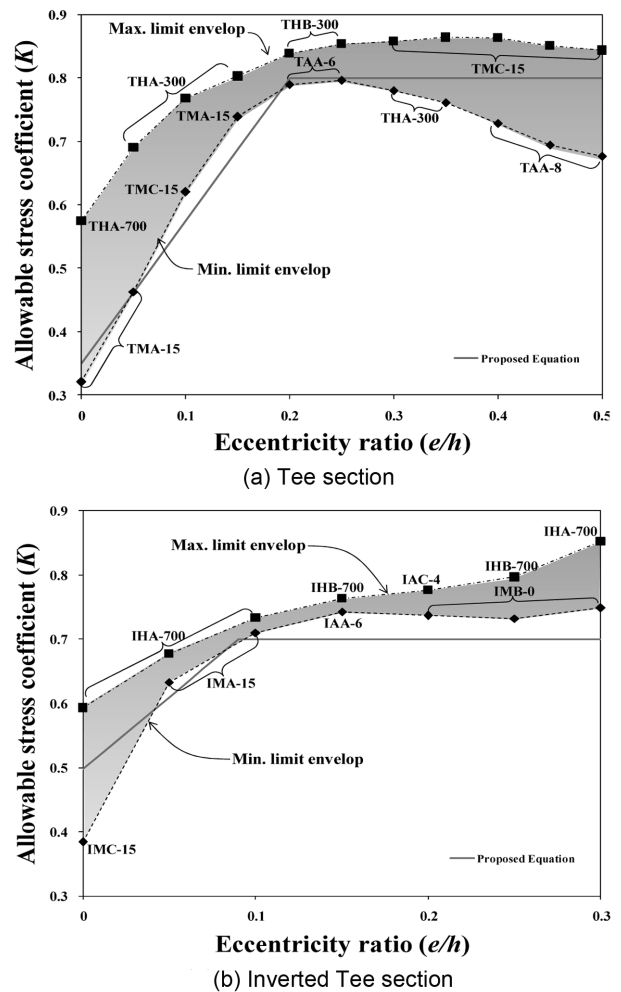 0.9
0.8
0.7
0.6
0.5
0.4
0.3
Allowable stress coefficient (K)
Max. limit envelop
THB-300
TAA-6
TMC-15
THA-300
TMA-15
THA-300
TMC-15
TAA-8
THA-700
Min. limit envelop
TMA-15
Proposed Equation
0 0.1 0.2 0.3 0.4 0.5
Eccentricity ratio (e/h)
(a) Tee section
0.9
0.8
0.7
0.6
0.5
0.4
0.3
Allowable stress coefficient (K)
IHA-700
Max. limit envelop
IHB-700
IAC-4
IHB-700
IMB-0
IHA-700
IAA-6
IMA-15
Min. limit envelop
IMC-15
Proposed Equation
0 0.1 0.2 0.3
Eccentricity ratio (e/h)
(b) Inverted Tee section